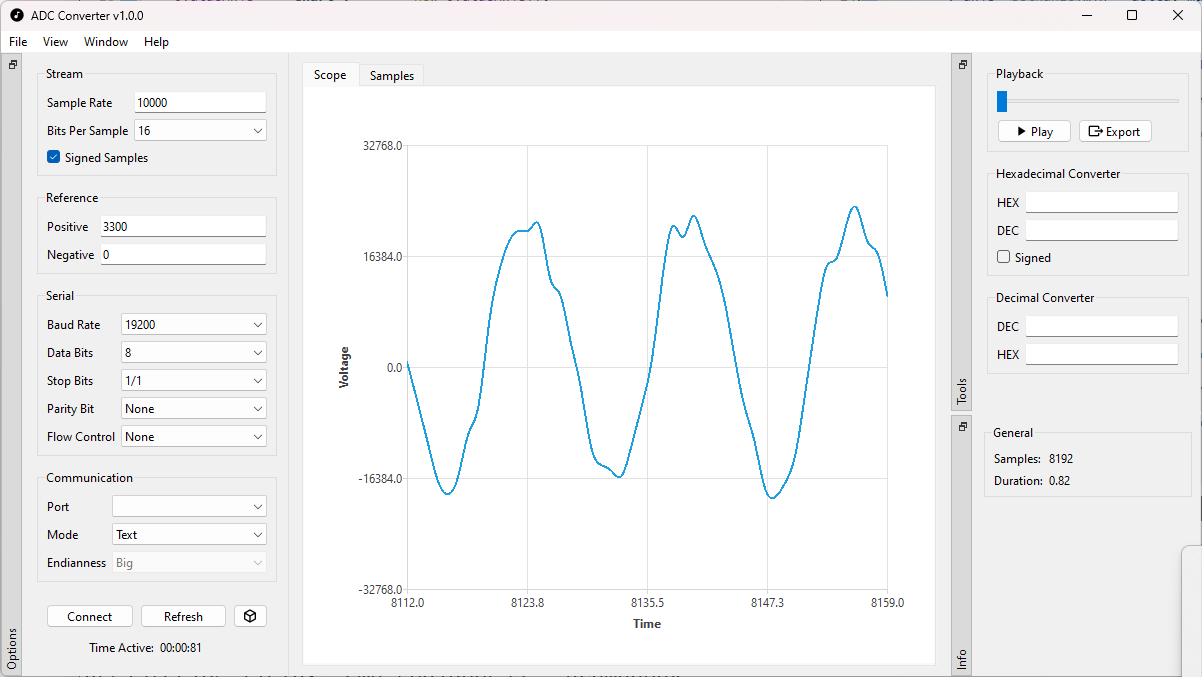 ADC Converter v1.0.0
File View Window Help
Options
Stream
Sample Rate 10000
Bits Per Sample 16
Signed Samples
Reference
Positive 3300
Negative 0
Serial
Baud Rate 19200
Data Bits 8
Stop Bits 1/1
Parity Bit None
Flow Control None
Communication
Port
Mode Text
Endianness Big
Connect Refresh
Time Active: 00:00:81
Scope Samples
32768.0
16384.0
0.0
-16384.0
-32768.0
Voltage
8112.0 8123.8 8135.5 8147.3 8159.0
Time
Tools
Playback
Play Export
Hexadecimal Converter
HEX
DEC
Signed
Decimal Converter
DEC
HEX
Info
General
Samples: 8192
Duration: 0.82